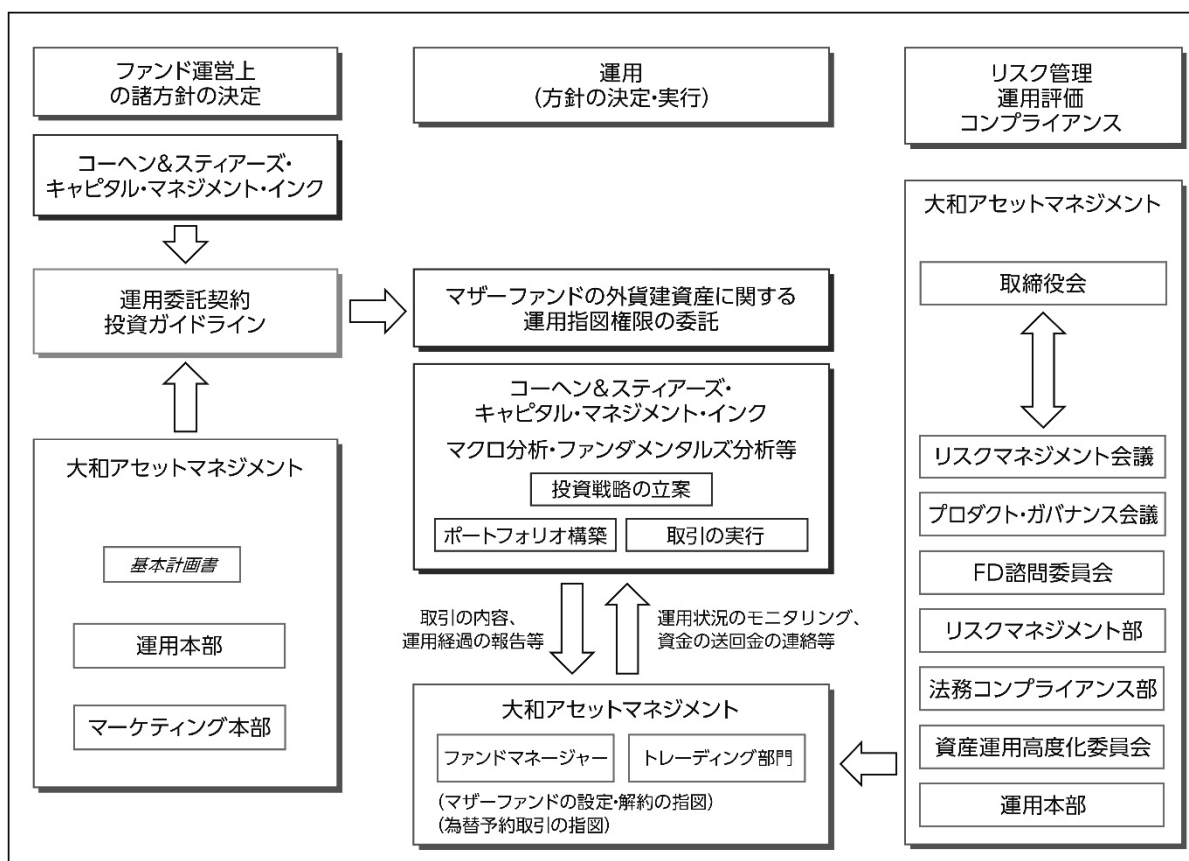 ファンド運営上
の諸方針の決定
コーヘン&スティアーズ・
キャピタル・マネジメント・インク
運用委託契約
投資ガイドライン
大和アセットマネジメント
基本計画書
運用本部
マーケティング本部
運用
(方針の決定・実行)
マザーファンドの外貨建資産に関する
運用指図権限の委託
コーヘン&スティアーズ・
キャピタル・マネジメント・インク
マクロ分析・ファンダメンタルズ分析等
投資戦略の立案
ポートフォリオ構築
取引の実行
取引の内容、
運用経過の報告等
運用状況のモニタリング、
資金の送回金の連絡等
大和アセットマネジメント
ファンドマネージャー
トレーディング部門
(マザーファンドの設定・解約の指図)
(為替予約取引の指図)
リスク管理
運用評価
コンプライアンス
大和アセットマネジメント
取締役会
リスクマネジメント会議
プロダクト・ガバナンス会議
FD諮問委員会
リスクマネジメント部
法務コンプライアンス部
資産運用高度化委員会
運用本部